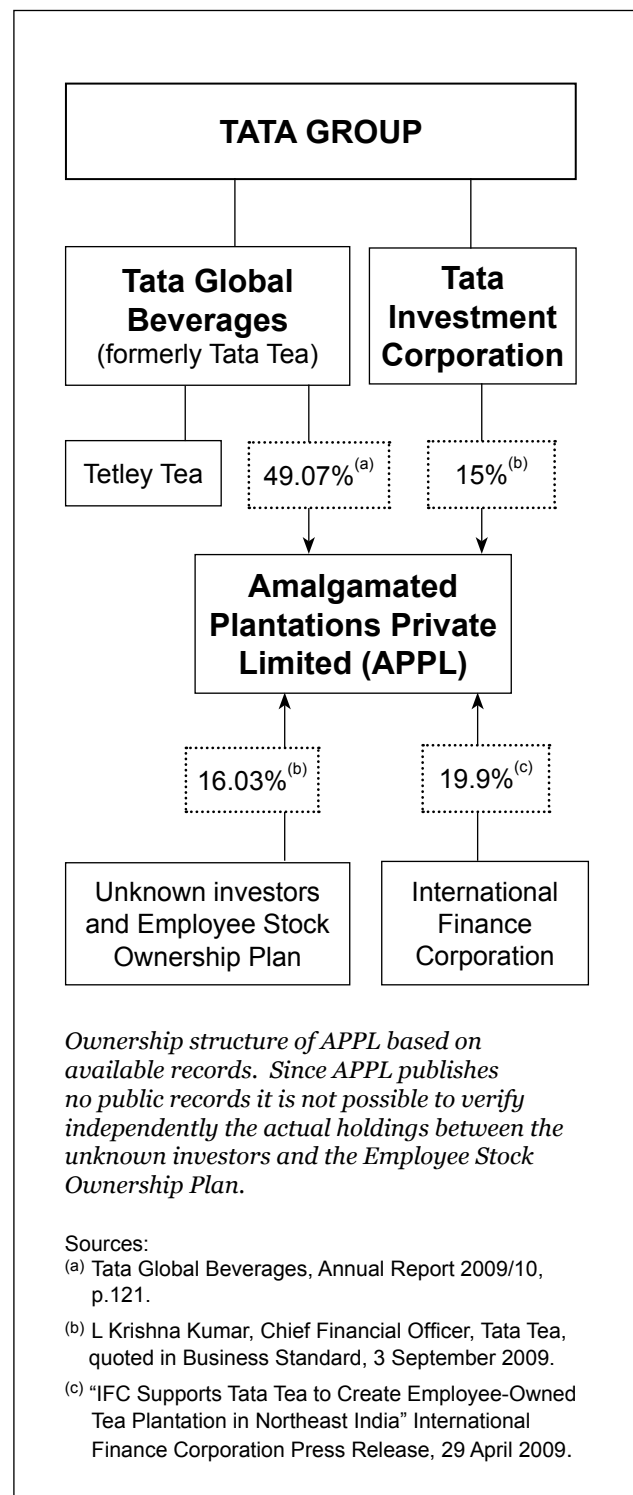 TATA GROUP
Tata Global
Beverages
(formerly Tata Tea)
Tata
Investment
Corporation
Tetley Tea
49.07%(a)
15%(b)
Amalgamated
Plantations Private
Limited (APPL)
16.03%(b)
19.9%(c)
Unknown investors
and Employee Stock
Ownership Plan
International
Finance
Corporation
Ownership structure of APPL based on
available records.  Since APPL publishes
no public records it is not possible to verify
independently the actual holdings between the
unknown investors and the Employee Stock
Ownership Plan.
Sources:
(a) Tata Global Beverages, Annual Report 2009/10,
p.121.
(b) L Krishna Kumar, Chief Financial Officer, Tata Tea,
quoted in Business Standard, 3 September 2009.
(c) “IFC Supports Tata Tea to Create Employee-Owned
Tea Plantation in Northeast India” International
Finance Corporation Press Release, 29 April 2009.